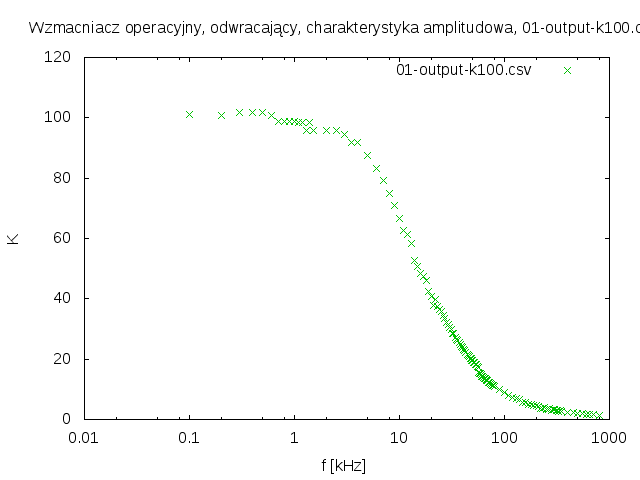 Wzmacniacz operacyjny, odwracający, charakterystyka amplitudowa, 01-output-k100.c
01-output-k100.csv
120
100
80
60
40
20
0
K
0.01 0.1 1 10 100 1000
f [kHz]